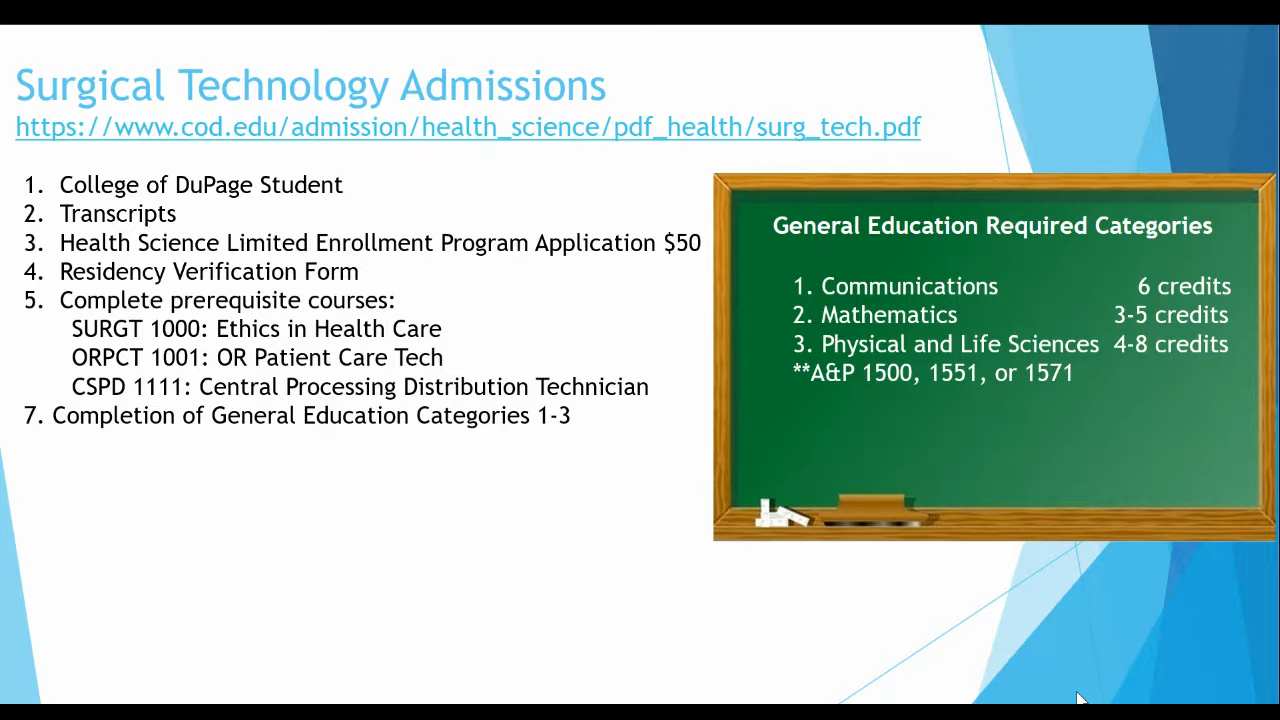 Surgical Technology Admissions
https://www.cod.edu/admission/health_science/pdf_health/surg_tech.pdf
1. College of DuPage Student
2. Transcripts
3. Health Science Limited Enrollment Program Application $50
4. Residency Verification Form
5. Complete prerequisite courses:
SURGT 1000: Ethics in Health Care
ORPCT 1001: OR Patient Care Tech
CSPD 1111: Central Processing Distribution Technician
7. Completion of General Education Categories 1-3
General Education Required Categories
1. Communications 6 credits
2. Mathematics 3-5 credits
3. Physical and Life Sciences 4-8 credits
**A&P 1500, 1551, or 1571